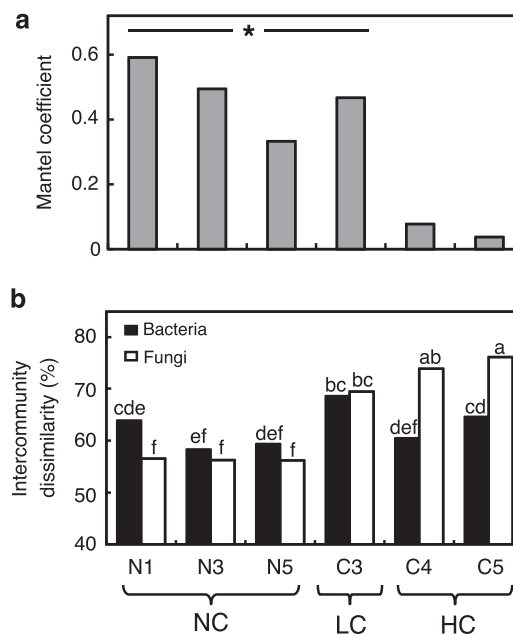 a
*
Mantel coefficient
0.6
0.4
0.2
0
b
Intercommunity
dissimilarity (%)
80
70
60
50
40
Bacteria
Fungi
cde f ef f def f bc bc def ab cd a
N1 N3 N5 C3 C4 C5
NC LC HC